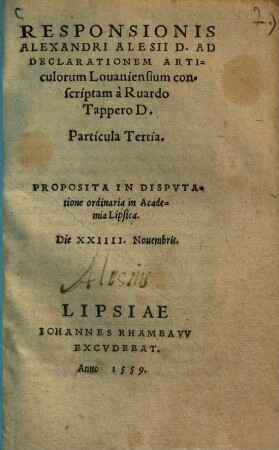 C
7.)
RESPONSIONIS
ALEXANDRI ALESII D. AD
DECLARATIONEM ARTI-
culorum Louaniensium con-
scriptam à Ruardo
Tappero D.
Particula Tertia.
PROPOSITA IN DISPVTA-
tione ordinaria in Acade-
mia Lipsica.
Die XXIIII. Nouembris.
Alesius
LIPSIAE
IOHANNES RHAMBAVV
EXCVDEBAT.
Anno 1559.